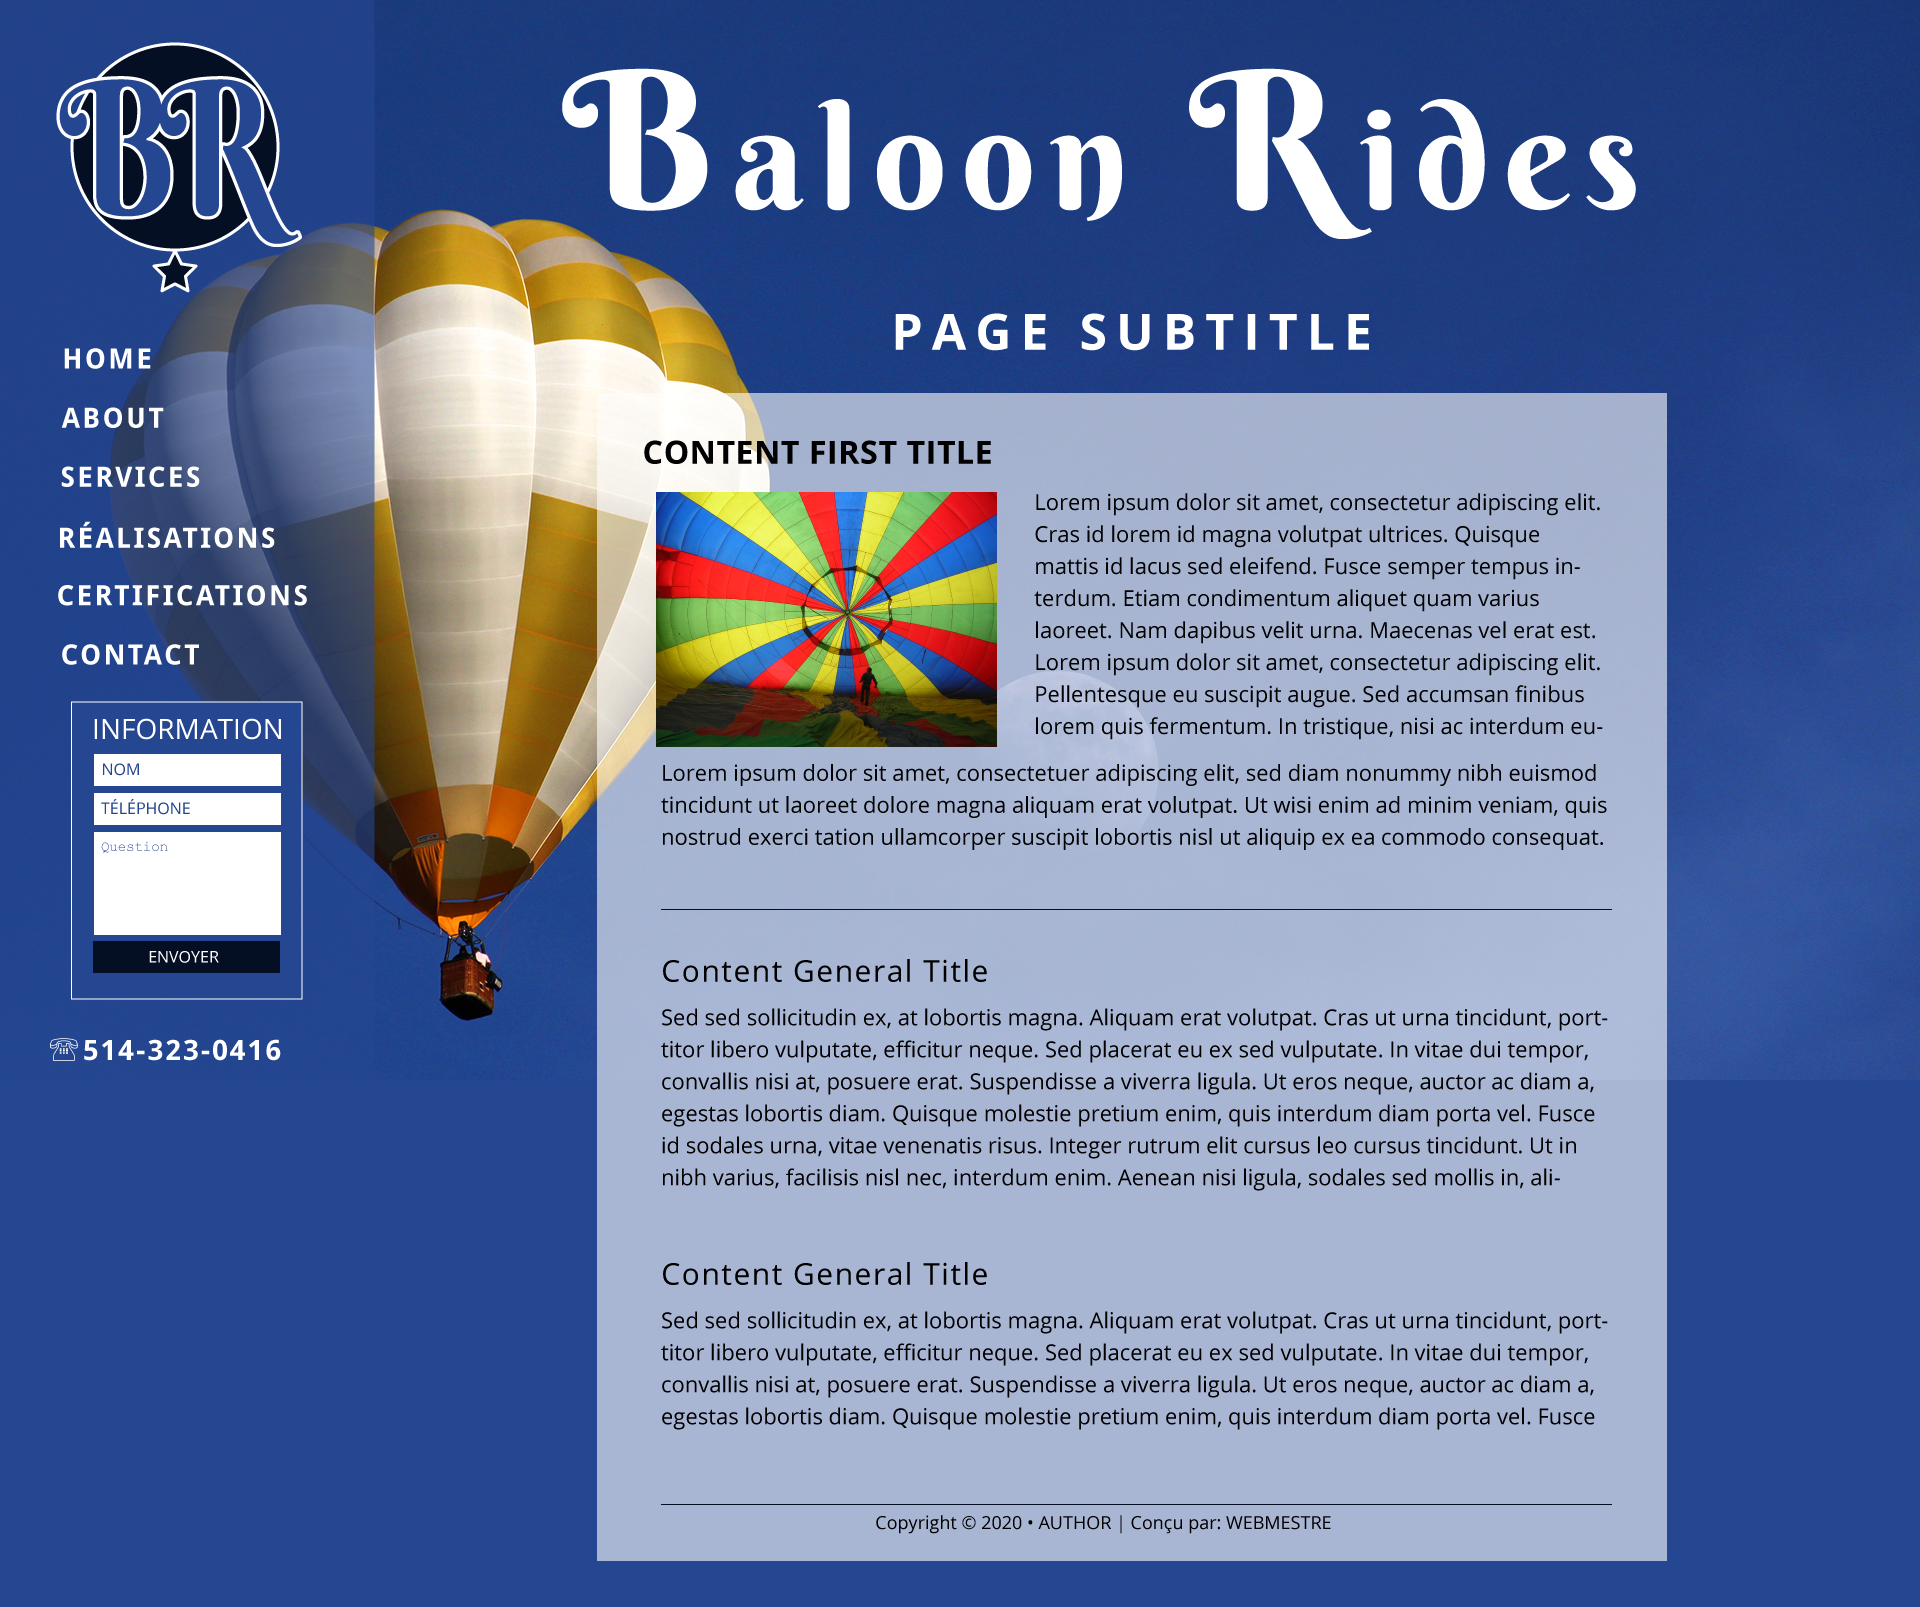 BR
Baloon Rides
PAGE SUBTITLE
HOME
ABOUT
SERVICES
RÉALISATIONS
CERTIFICATIONS
CONTACT
INFORMATION
NOM
TÉLÉPHONE
Question
ENVOYER
☏514-323-0416
CONTENT FIRST TITLE
Lorem ipsum dolor sit amet, consectetur adipiscing elit.
Cras id lorem id magna volutpat ultrices. Quisque
mattis id lacus sed eleifend. Fusce semper tempus in-
terdum. Etiam condimentum aliquet quam varius
laoreet. Nam dapibus velit urna. Maecenas vel erat est.
Lorem ipsum dolor sit amet, consectetur adipiscing elit.
Pellentesque eu suscipit augue. Sed accumsan finibus
lorem quis fermentum. In tristique, nisi ac interdum eu-
Lorem ipsum dolor sit amet, consectetuer adipiscing elit, sed diam nonummy nibh euismod
tincidunt ut laoreet dolore magna aliquam erat volutpat. Ut wisi enim ad minim veniam, quis
nostrud exerci tation ullamcorper suscipit lobortis nisl ut aliquip ex ea commodo consequat.
Content General Title
Sed sed sollicitudin ex, at lobortis magna. Aliquam erat volutpat. Cras ut urna tincidunt, port-
titor libero vulputate, efficitur neque. Sed placerat eu ex sed vulputate. In vitae dui tempor,
convallis nisi at, posuere erat. Suspendisse a viverra ligula. Ut eros neque, auctor ac diam a,
egestas lobortis diam. Quisque molestie pretium enim, quis interdum diam porta vel. Fusce
id sodales urna, vitae venenatis risus. Integer rutrum elit cursus leo cursus tincidunt. Ut in
nibh varius, facilisis nisl nec, interdum enim. Aenean nisi ligula, sodales sed mollis in, ali-
Content General Title
Sed sed sollicitudin ex, at lobortis magna. Aliquam erat volutpat. Cras ut urna tincidunt, port-
titor libero vulputate, efficitur neque. Sed placerat eu ex sed vulputate. In vitae dui tempor,
convallis nisi at, posuere erat. Suspendisse a viverra ligula. Ut eros neque, auctor ac diam a,
egestas lobortis diam. Quisque molestie pretium enim, quis interdum diam porta vel. Fusce
Copyright © 2020 • AUTHOR | Conçu par: WEBMESTRE